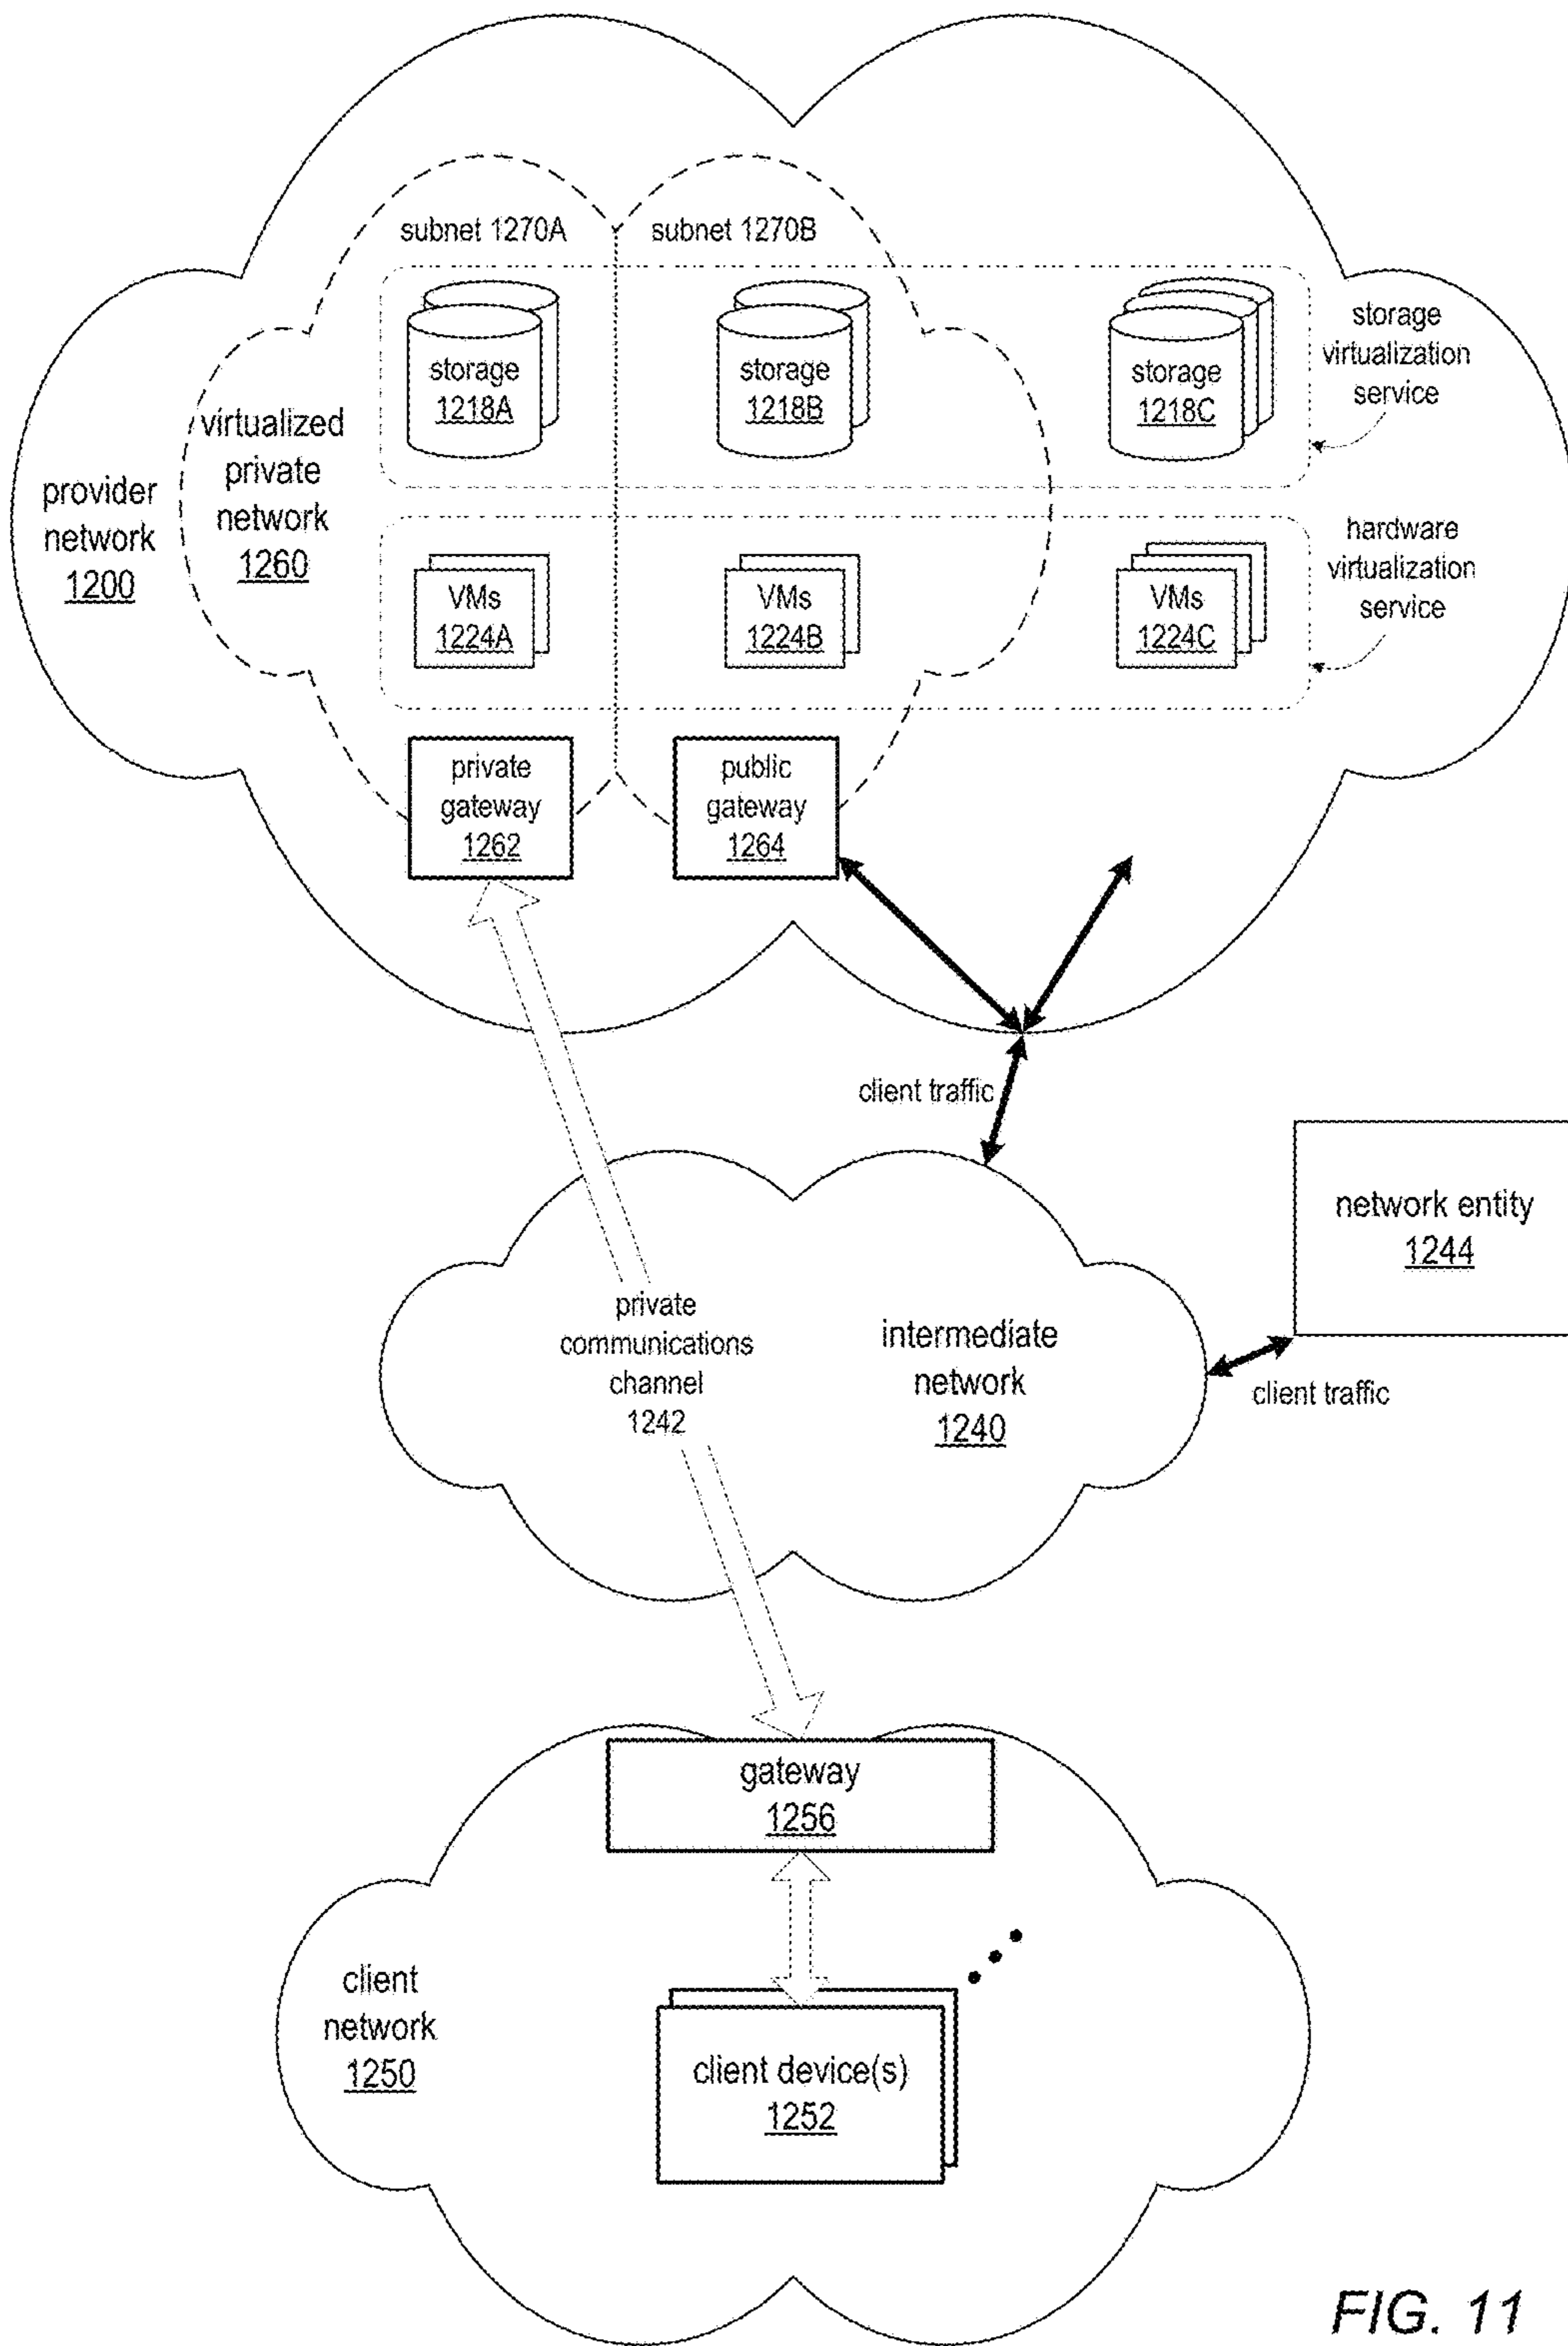 subnet 1270A
subnet 1270B
storage
1218A
storage
1218B
storage
1218C
storage
virtualization
service
virtualized
private
network
1260
provider
network
1200
VMs
1224A
VMs
1224B
VMs
1224C
hardware
virtualization
service
private
gateway
1262
public
gateway
1264
client traffic
network entity
1244
private
communications
channel
1242
intermediate
network
1240
client traffic
gateway
1256
client
network
1250
client device(s)
1252
FIG. 11